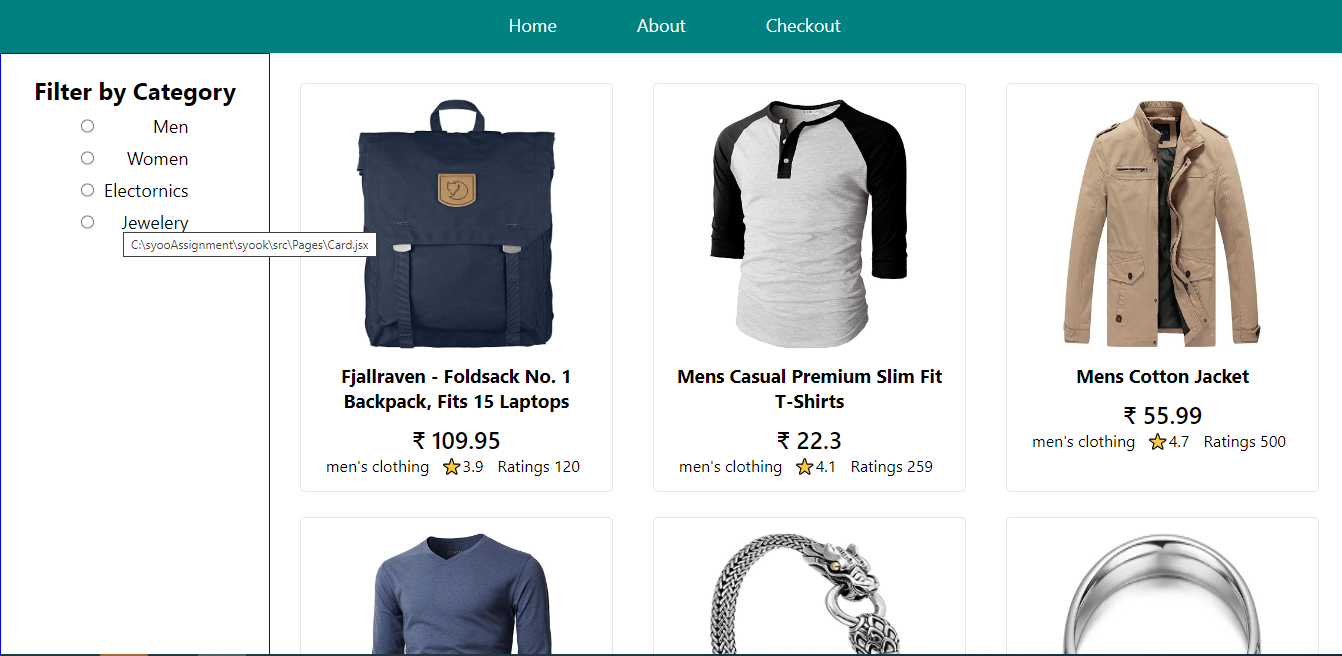 Home About Checkout
Filter by Category
Men
Women
Electornics
Jewelery
C:\syooAssignment\syook\src\Pages\Card.jsx
Fjallraven - Foldsack No. 1
Backpack, Fits 15 Laptops
₹ 109.95
men's clothing ⭐3.9 Ratings 120
Mens Casual Premium Slim Fit
T-Shirts
₹ 22.3
men's clothing ⭐4.1 Ratings 259
Mens Cotton Jacket
₹ 55.99
men's clothing ⭐4.7 Ratings 500